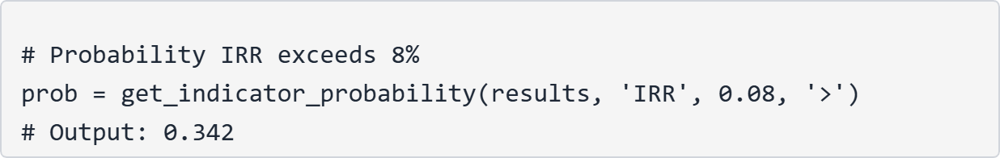 # Probability IRR exceeds 8%
prob = get_indicator_probability(results, 'IRR', 0.08, '>')
# Output: 0.342